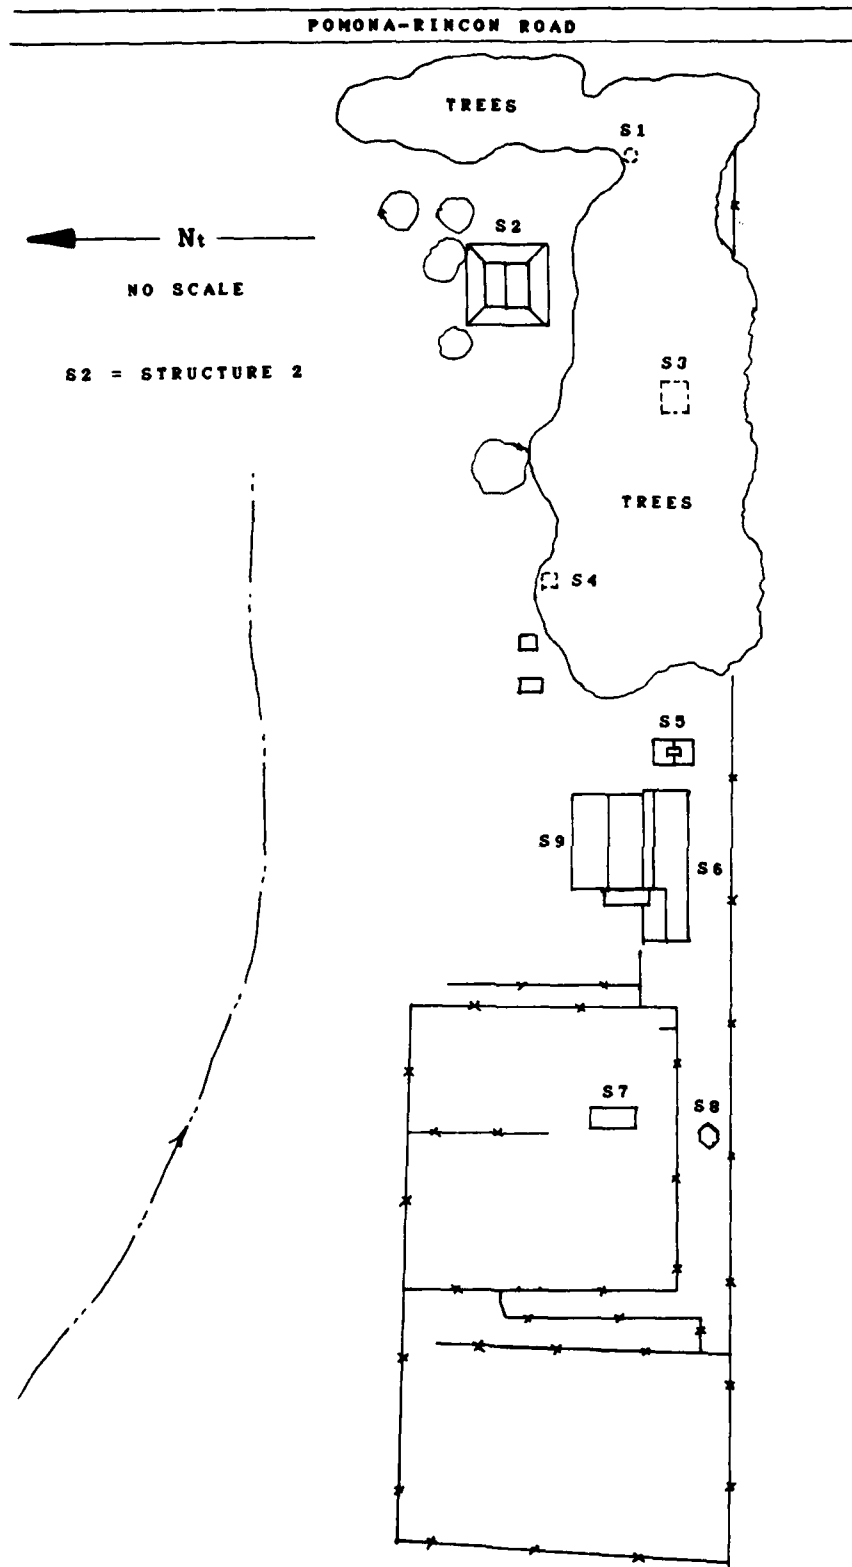 POMONA-RINCON ROAD
TREES
S1
Nt
S2
NO SCALE
S3
S2 = STRUCTURE 2
TREES
S4
S5
S9
S6
S7
S8